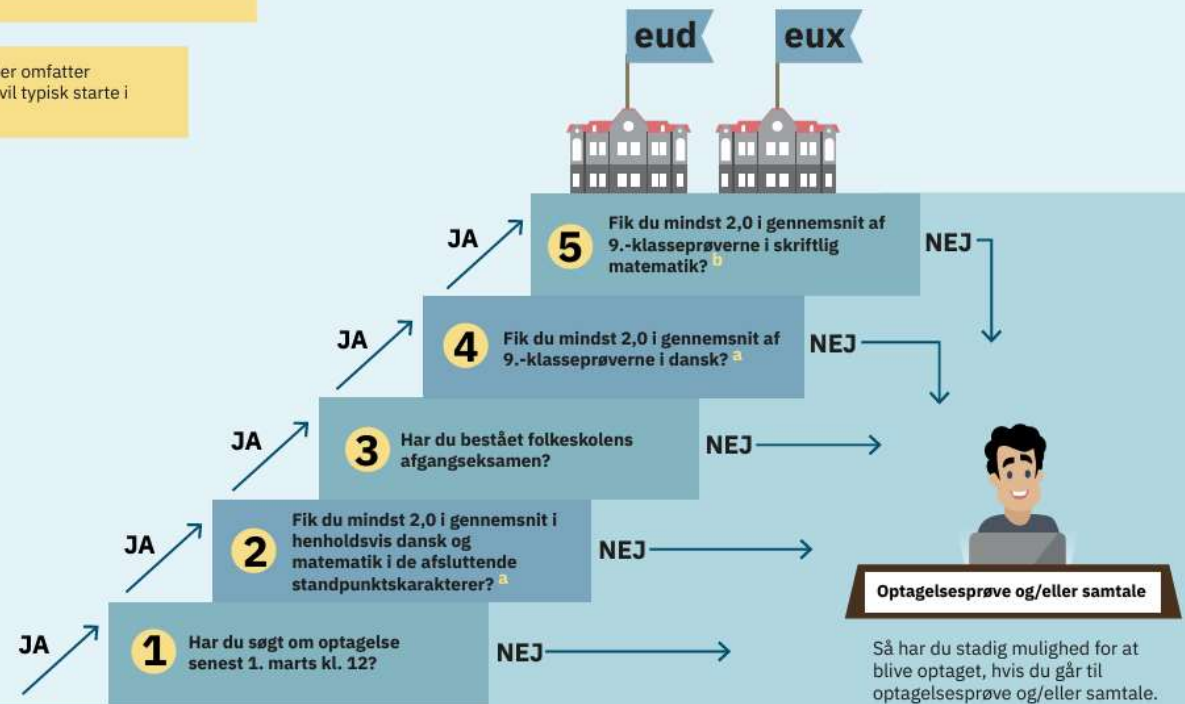 er omfatter
vil typisk starte i
eud
eux
JA
5
Fik du mindst 2,0 i gennemsnit af
9.-klasseprøverne i skriftlig
matematik? b
NEJ
JA
4
Fik du mindst 2,0 i gennemsnit af
9.-klasseprøverne i dansk? a
NEJ
JA
3
Har du bestået folkeskolens
afgangseksamen?
NEJ
JA
2
Fik du mindst 2,0 i gennemsnit i
henholdsvis dansk og
matematik i de afsluttende
standpunktskarakterer? a
NEJ
JA
1
Har du søgt om optagelse
senest 1. marts kl. 12?
NEJ
Optagelsesprøve og/eller samtale
Så har du stadig mulighed for at
blive optaget, hvis du går til
optagelsesprøve og/eller samtale.